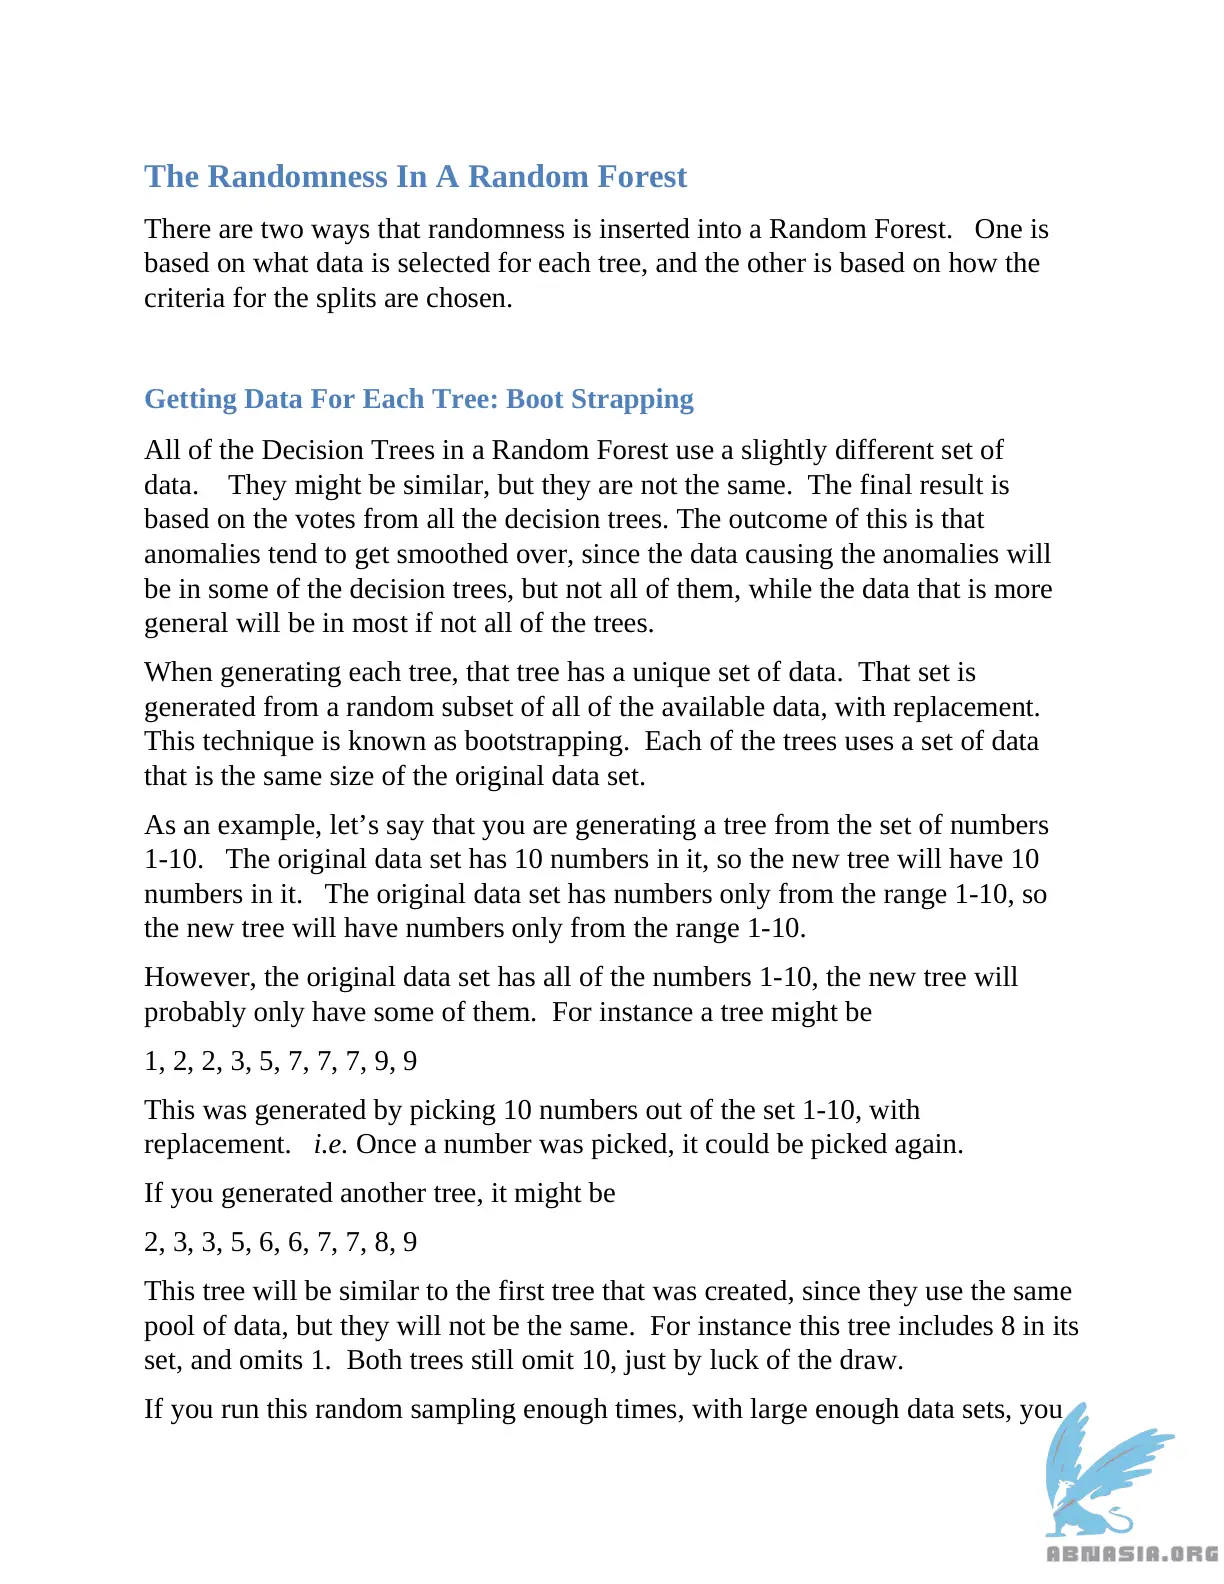 The Randomness In A Random Forest
There are two ways that randomness is inserted into a Random Forest.   One is
based on what data is selected for each tree, and the other is based on how the
criteria for the splits are chosen.
Getting Data For Each Tree: Boot Strapping
All of the Decision Trees in a Random Forest use a slightly different set of
data.    They might be similar, but they are not the same.  The final result is
based on the votes from all the decision trees. The outcome of this is that
anomalies tend to get smoothed over, since the data causing the anomalies will
be in some of the decision trees, but not all of them, while the data that is more
general will be in most if not all of the trees.
When generating each tree, that tree has a unique set of data.  That set is
generated from a random subset of all of the available data, with replacement.
This technique is known as bootstrapping.  Each of the trees uses a set of data
that is the same size of the original data set.
As an example, let’s say that you are generating a tree from the set of numbers
1-10.   The original data set has 10 numbers in it, so the new tree will have 10
numbers in it.   The original data set has numbers only from the range 1-10, so
the new tree will have numbers only from the range 1-10.
However, the original data set has all of the numbers 1-10, the new tree will
probably only have some of them.  For instance a tree might be
1, 2, 2, 3, 5, 7, 7, 7, 9, 9
This was generated by picking 10 numbers out of the set 1-10, with
replacement.   i.e. Once a number was picked, it could be picked again.
If you generated another tree, it might be
2, 3, 3, 5, 6, 6, 7, 7, 8, 9
This tree will be similar to the first tree that was created, since they use the same
pool of data, but they will not be the same.  For instance this tree includes 8 in its
set, and omits 1.  Both trees still omit 10, just by luck of the draw.
If you run this random sampling enough times, with large enough data sets, you
ABNASIA.ORG